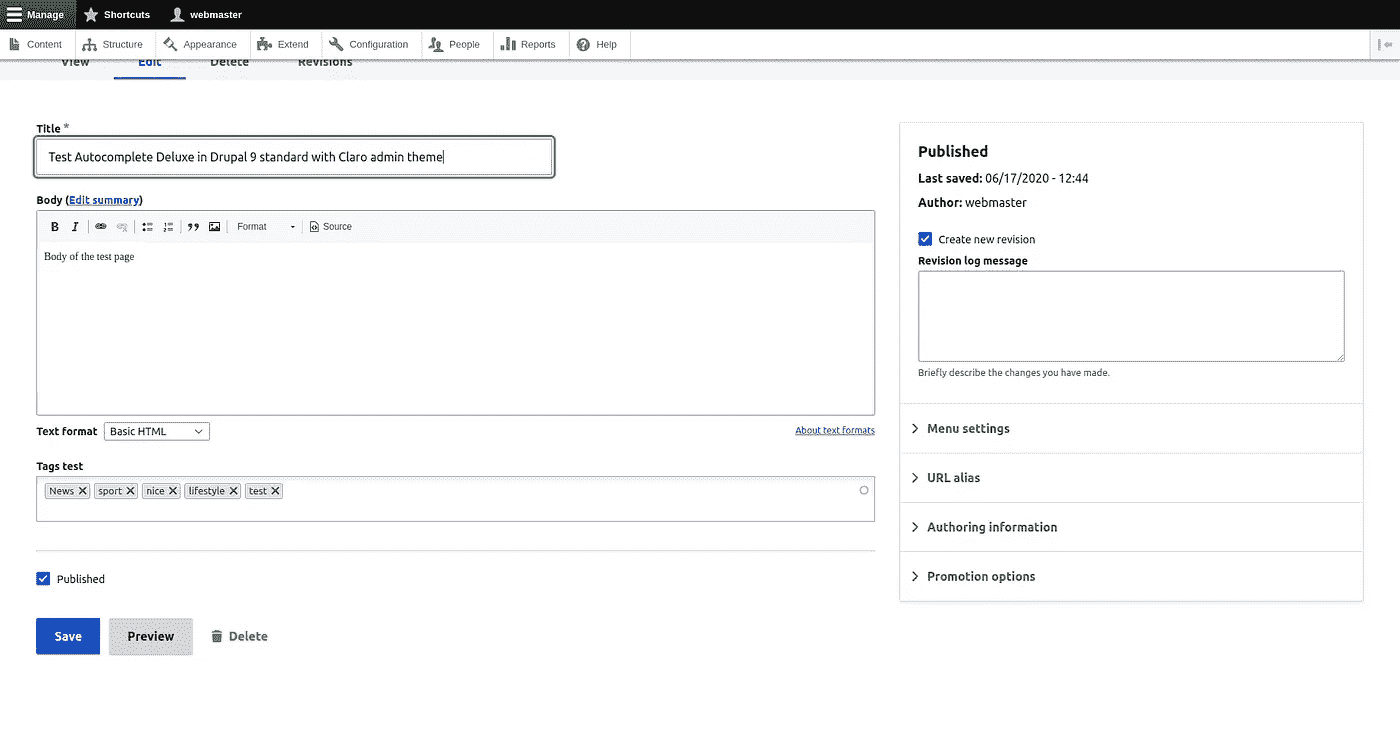 Manage Shortcuts webmaster
Content Structure Appearance Extend Configuration People Reports Help
View Edit Delete Revisions
Title *
Test Autocomplete Deluxe in Drupal 9 standard with Claro admin theme
Body (Edit summary)
B I Format Source
Body of the test page
Text format Basic HTML About text formats
Tags test
News sport nice lifestyle test
Published
Save Preview Delete
Published
Last saved: 06/17/2020 - 12:44
Author: webmaster
Create new revision
Revision log message
Briefly describe the changes you have made.
Menu settings
URL alias
Authoring information
Promotion options